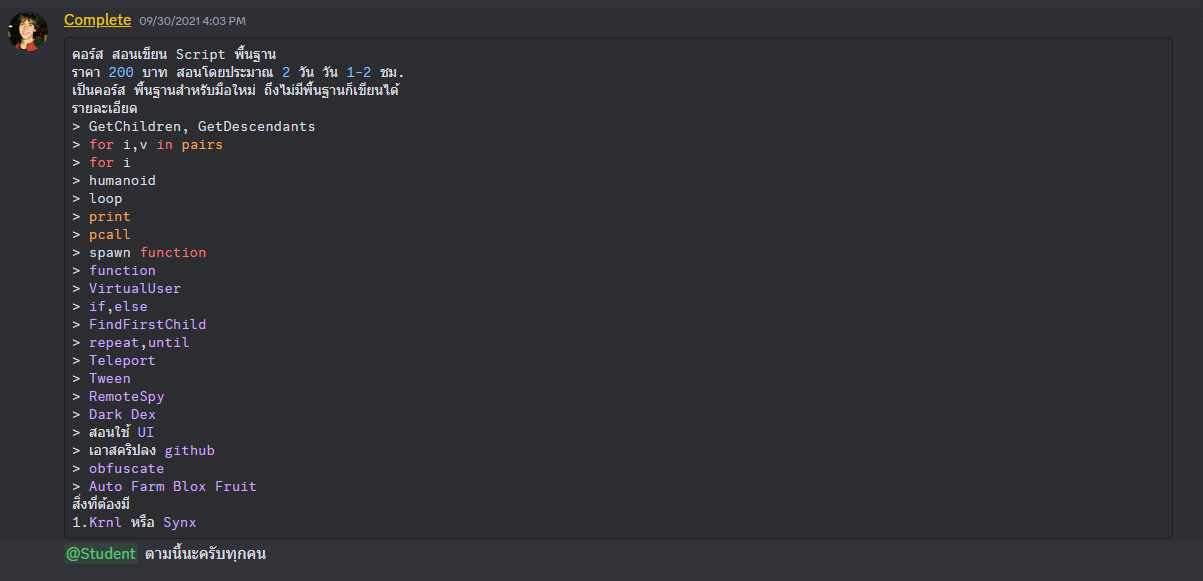 Complete 09/30/2021 4:03 PM
คอร์ส สอนเขียน Script พื้นฐาน
ราคา 200 บาท สอนโดยประมาณ 2 วัน วัน 1-2 ชม.
เป็นคอร์ส พื้นฐานสำหรับมือใหม่ ถึงไม่มีพื้นฐานก็เขียนได้
รายละเอียด
> GetChildren, GetDescendants
> for i,v in pairs
> for i
> humanoid
> loop
> print
> pcall
> spawn function
> function
> VirtualUser
> if,else
> FindFirstChild
> repeat,until
> Teleport
> Tween
> RemoteSpy
> Dark Dex
> สอนใช้ UI
> เอาสคริปลง github
> obfuscate
> Auto Farm Blox Fruit
สิ่งที่ต้องมี
1.Krnl หรือ Synx
@Student ตามนี้นะครับทุกคน